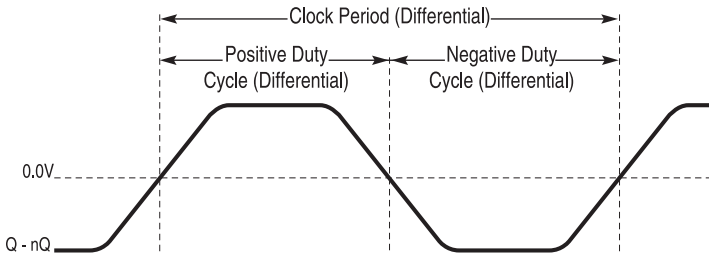 Clock Period (Differential)
Positive Duty
Cycle (Differential)
Negative Duty
Cycle (Differential)
0.0V
Q - nQ